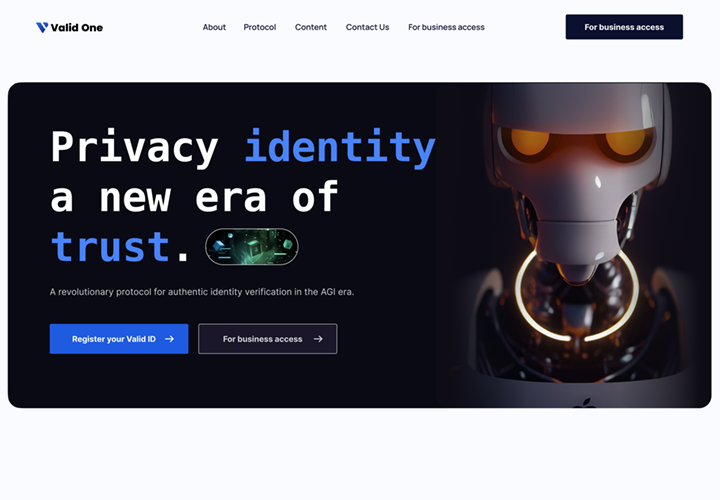 Valid One
About
Protocol
Content
Contact Us
For business access
For business access
Privacy identity
a new era of
trust.
A revolutionary protocol for authentic identity verification in the AGI era.
Register your Valid ID →
For business access →